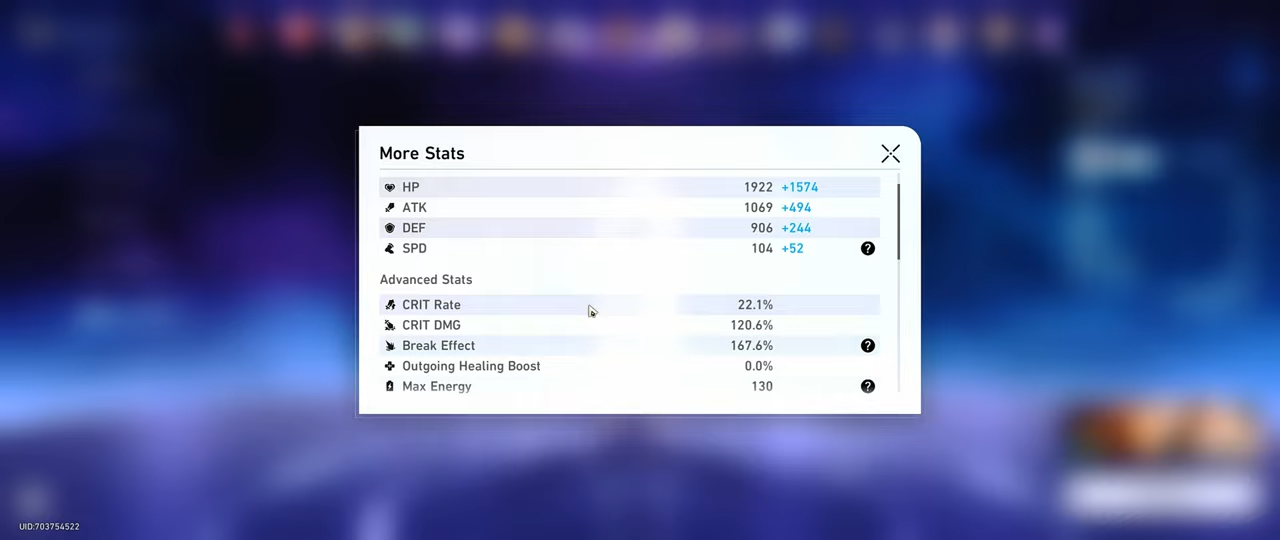 More Stats
HP 1922 +1574
ATK 1069 +494
DEF 906 +244
SPD 104 +52 ?
Advanced Stats
CRIT Rate 22.1%
CRIT DMG 120.6%
Break Effect 167.6% ?
Outgoing Healing Boost 0.0%
Max Energy 130 ?
UID:703754522